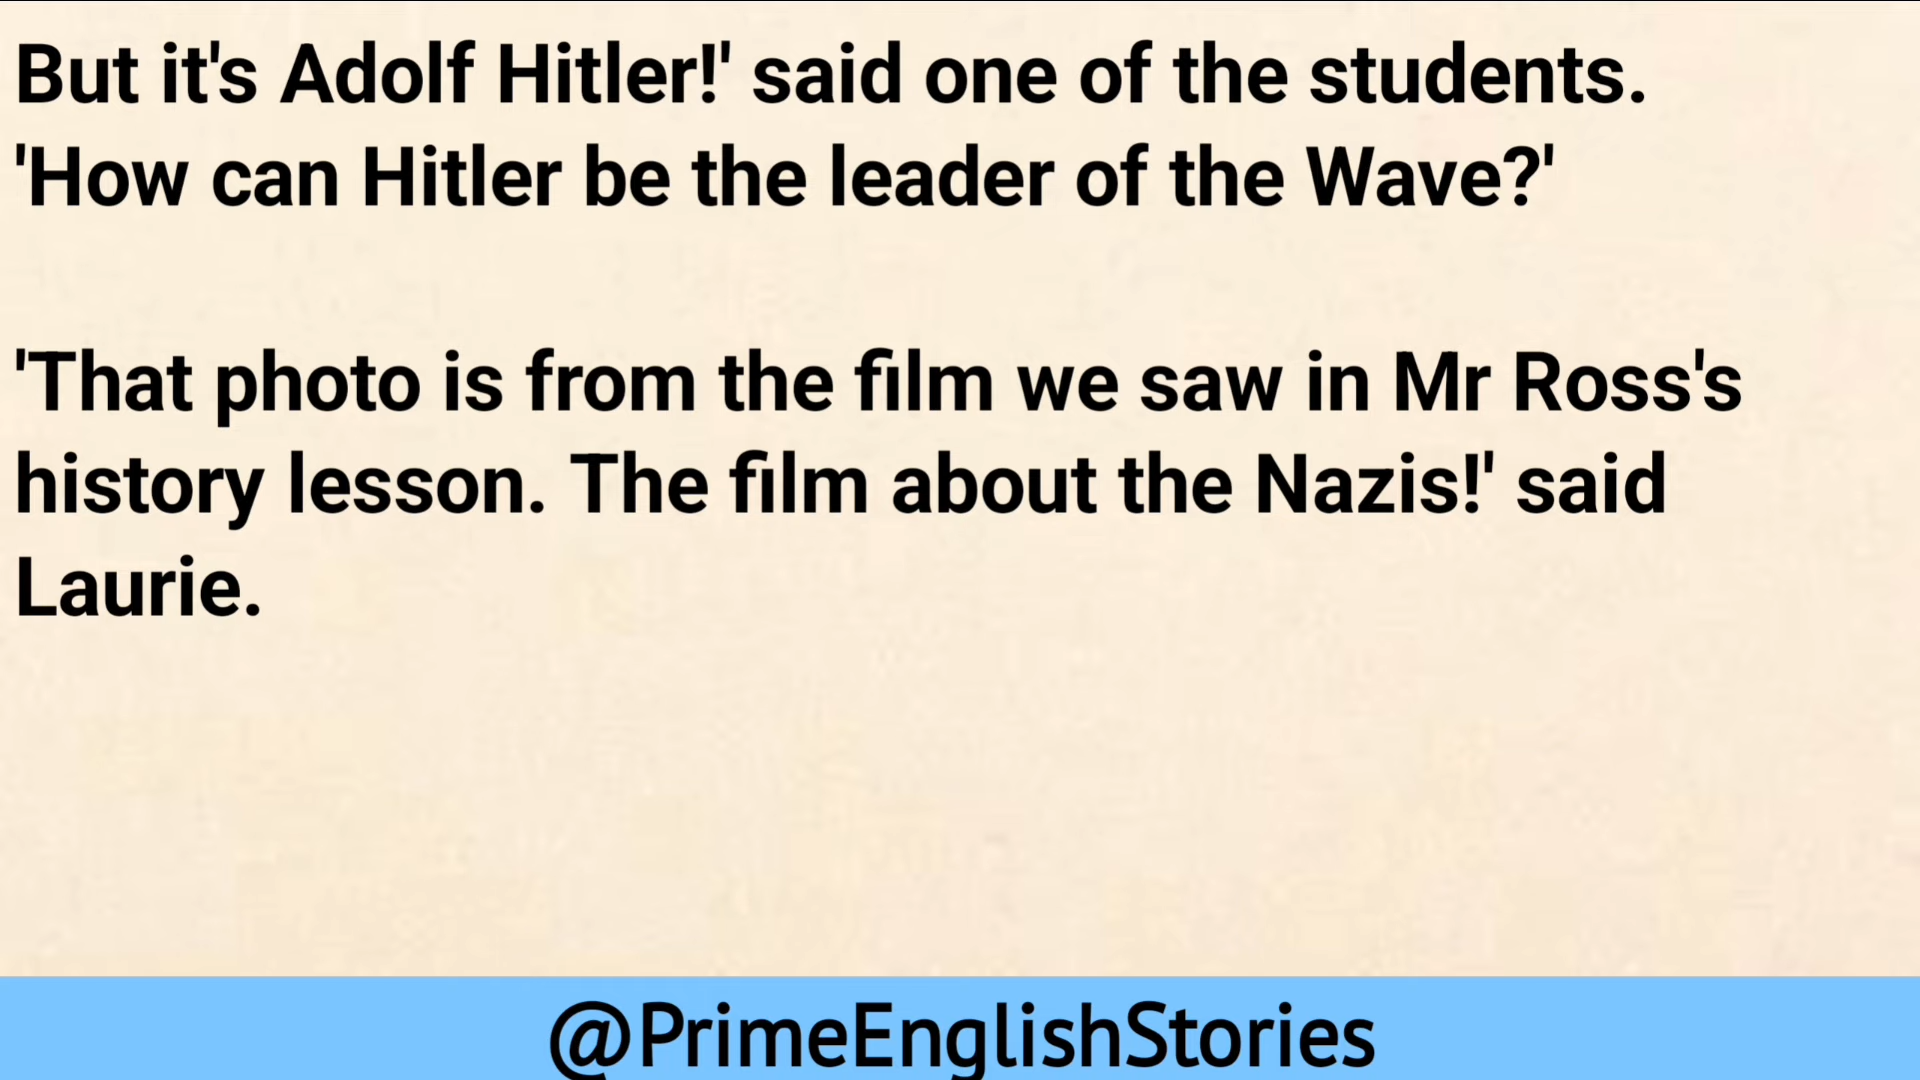 But it's Adolf Hitler!' said one of the students.
'How can Hitler be the leader of the Wave?'
'That photo is from the film we saw in Mr Ross's
history lesson. The film about the Nazis!' said
Laurie.
@PrimeEnglishStories